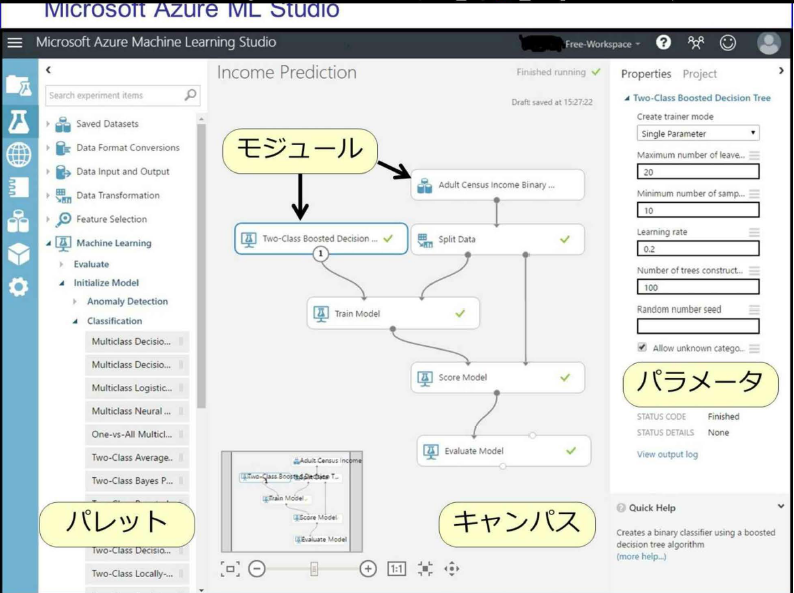 Microsoft Azure ML Studio
Microsoft Azure Machine Learning Studio
Free-Workspace
?
Search experiment items
Saved Datasets
Data Format Conversions
Data Input and Output
Data Transformation
Feature Selection
Machine Learning
Evaluate
Initialize Model
Anomaly Detection
Classification
Multiclass Decisio...
Multiclass Decisio...
Multiclass Logistic...
Multiclass Neural ...
One-vs-All Multicl...
Two-Class Average..
Two-Class Bayes P...
パレット
Two-Class Decisio...
Two-Class Locally-...
Income Prediction
Finished running
Draft saved at 15:27:22
モジュール
Adult Census Income Binary ...
Two-Class Boosted Decision ...
1
Split Data
Train Model
Score Model
Evaluate Model
Adult Census Income
Two-Class Boosted
Train Model
Score Model
Evaluate Model
キャンパス
1:1
Properties Project
Two-Class Boosted Decision Tree
Create trainer mode
Single Parameter
Maximum number of leave...
20
Minimum number of samp...
10
Learning rate
0.2
Number of trees construct...
100
Random number seed
Allow unknown catego..
パラメータ
STATUS CODE Finished
STATUS DETAILS None
View output log
Quick Help
Creates a binary classifier using a boosted
decision tree algorithm
(more help...)